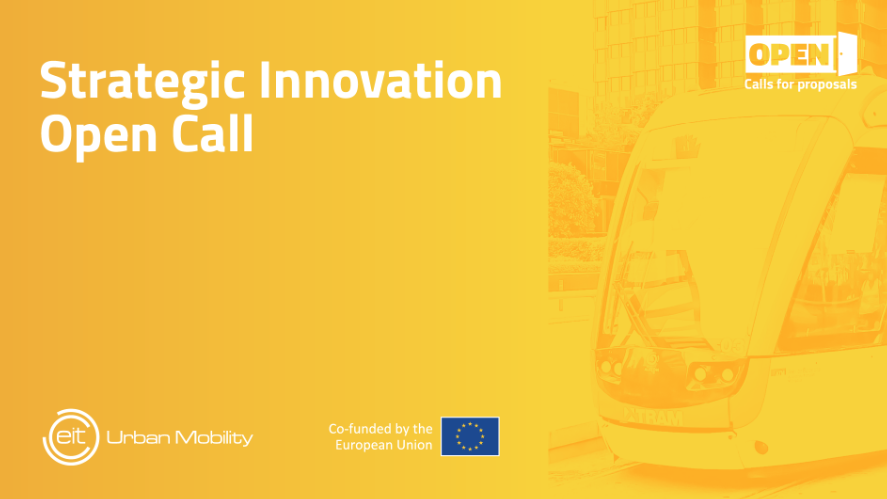 Strategic Innovation
Open Call
OPEN
Calls for proposals
eit Urban Mobility
Co-funded by the
European Union